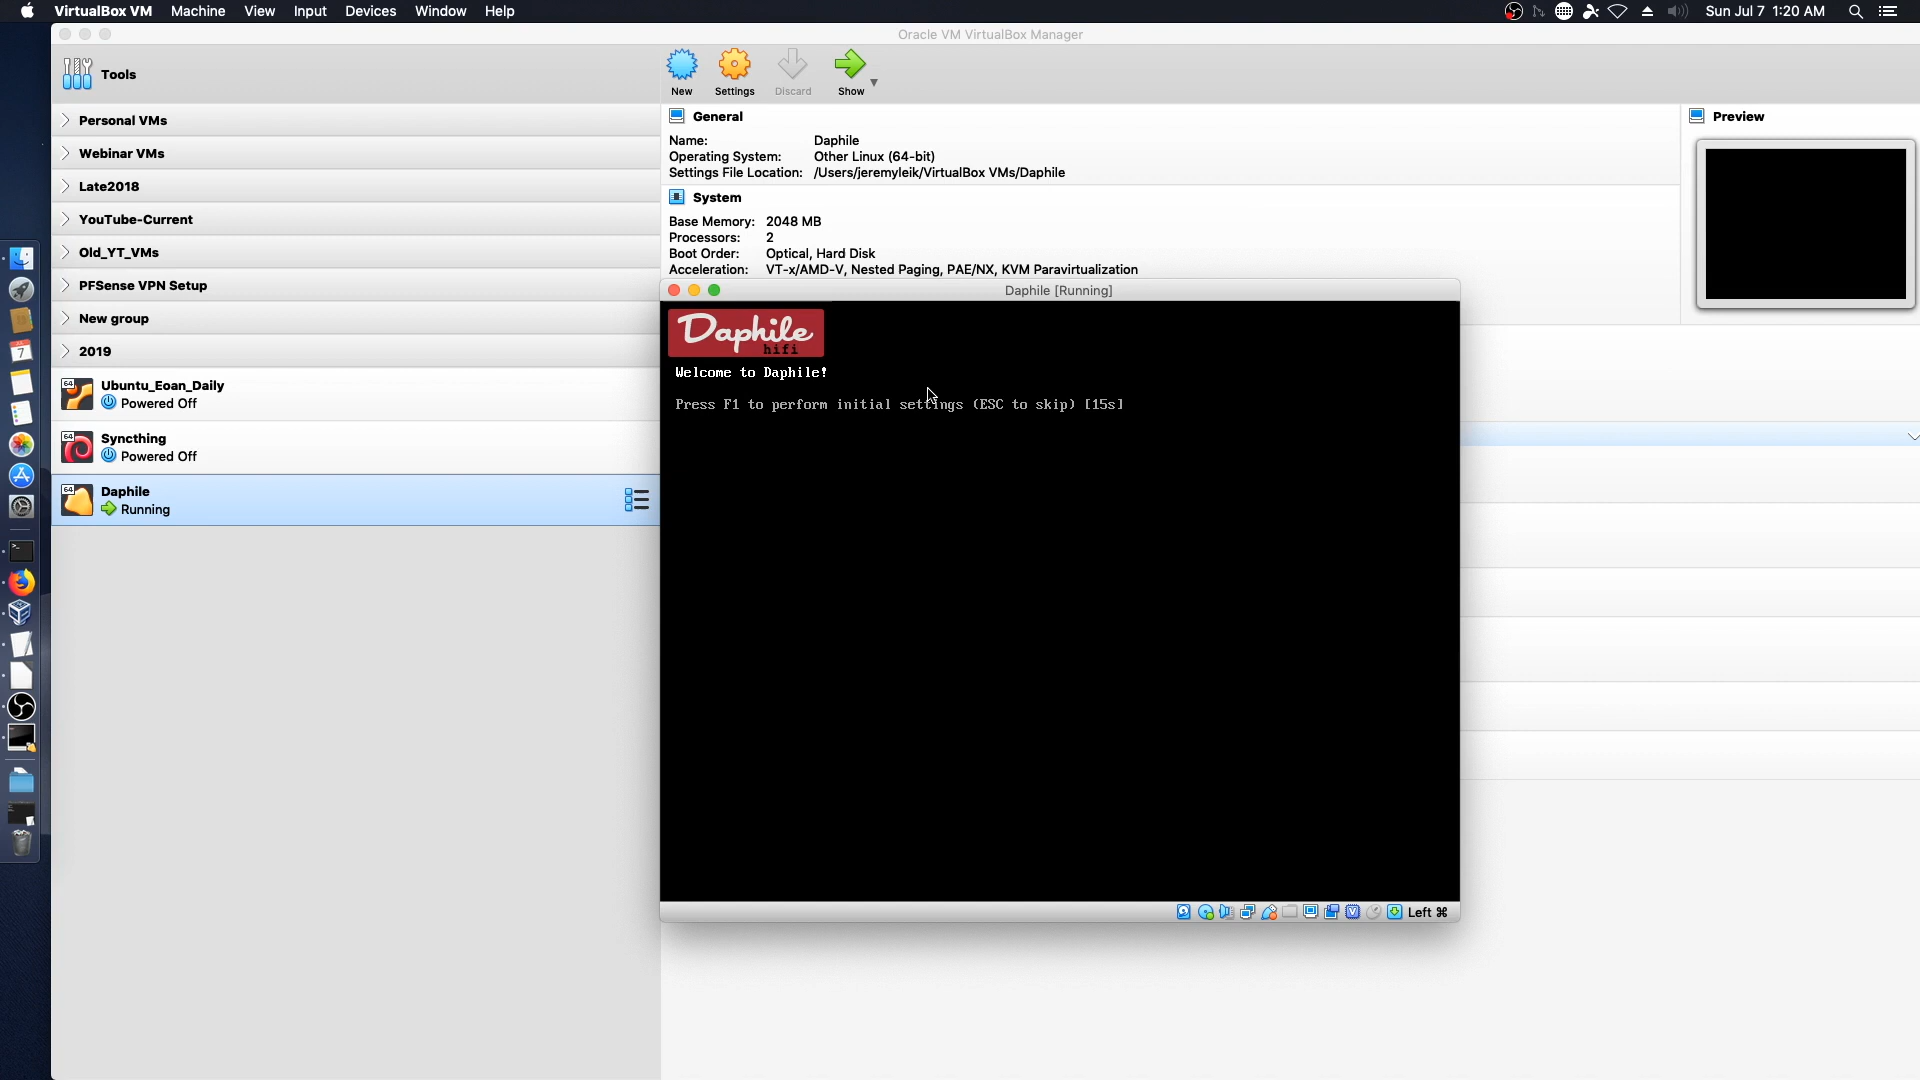 VirtualBox VM Machine View Input Devices Window Help
Sun Jul 7 1:20 AM
Oracle VM VirtualBox Manager
Tools
New Settings Discard Show
Personal VMs
Webinar VMs
Late2018
YouTube-Current
Old_YT_VMs
PFSense VPN Setup
New group
2019
64
Ubuntu_Eoan_Daily
Powered Off
64
Syncthing
Powered Off
64
Daphile
Running
General
Name: Daphile
Operating System: Other Linux (64-bit)
Settings File Location: /Users/jeremyleik/VirtualBox VMs/Daphile
System
Base Memory: 2048 MB
Processors: 2
Boot Order: Optical, Hard Disk
Acceleration: VT-x/AMD-V, Nested Paging, PAE/NX, KVM Paravirtualization
Preview
Daphile [Running]
Daphile
hifi
Welcome to Daphile!
Press F1 to perform initial settings (ESC to skip) [15s]
Left ⌘